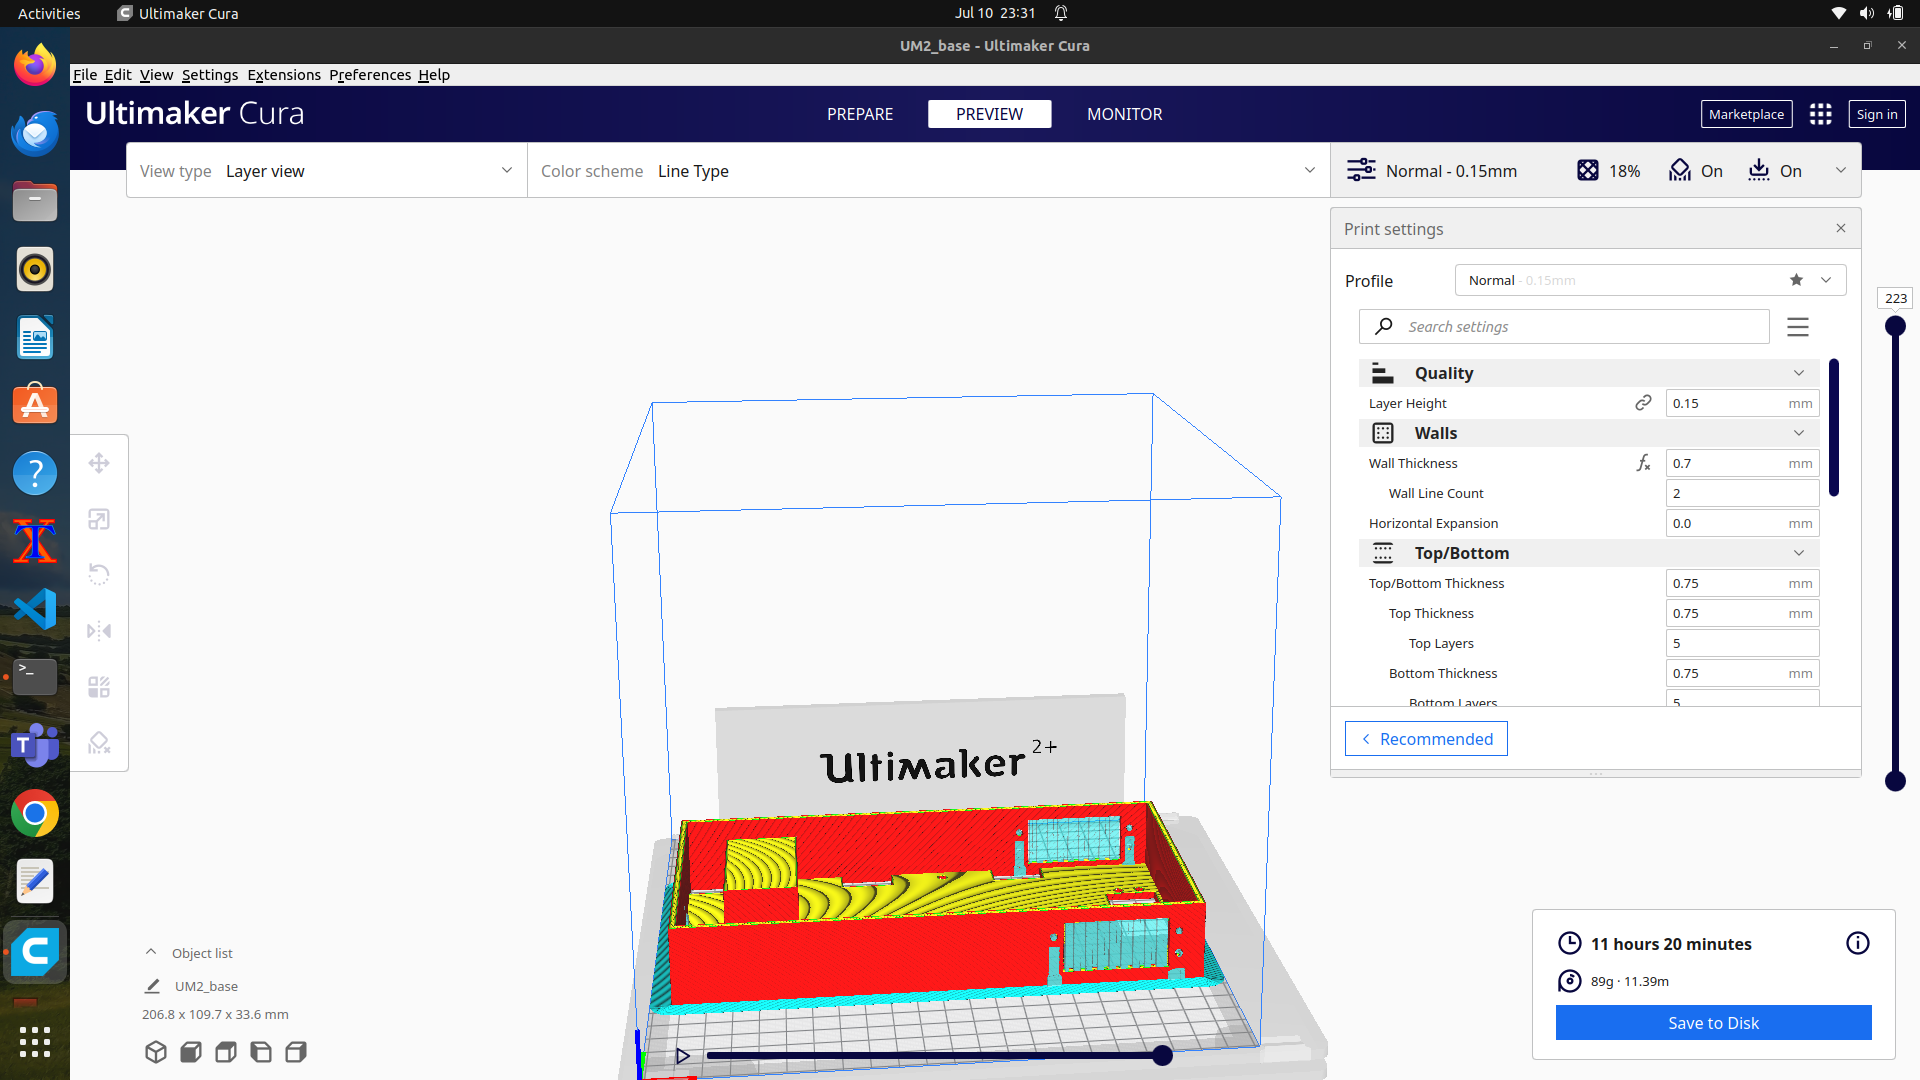 Activities
Ultimaker Cura
Jul 10 23:31
UM2_base - Ultimaker Cura
File Edit View Settings Extensions Preferences Help
Ultimaker Cura
PREPARE
PREVIEW
MONITOR
Marketplace
Sign in
View type Layer view
Color scheme Line Type
Normal - 0.15mm
18%
On
On
Print settings
Profile
Normal - 0.15mm
Search settings
223
Quality
Layer Height 0.15 mm
Walls
Wall Thickness 0.7 mm
Wall Line Count 2
Horizontal Expansion 0.0 mm
Top/Bottom
Top/Bottom Thickness 0.75 mm
Top Thickness 0.75 mm
Top Layers 5
Bottom Thickness 0.75 mm
Bottom Layers 5
Recommended
Ultimaker 2+
Object list
UM2_base
206.8 x 109.7 x 33.6 mm
11 hours 20 minutes
89g · 11.39m
Save to Disk